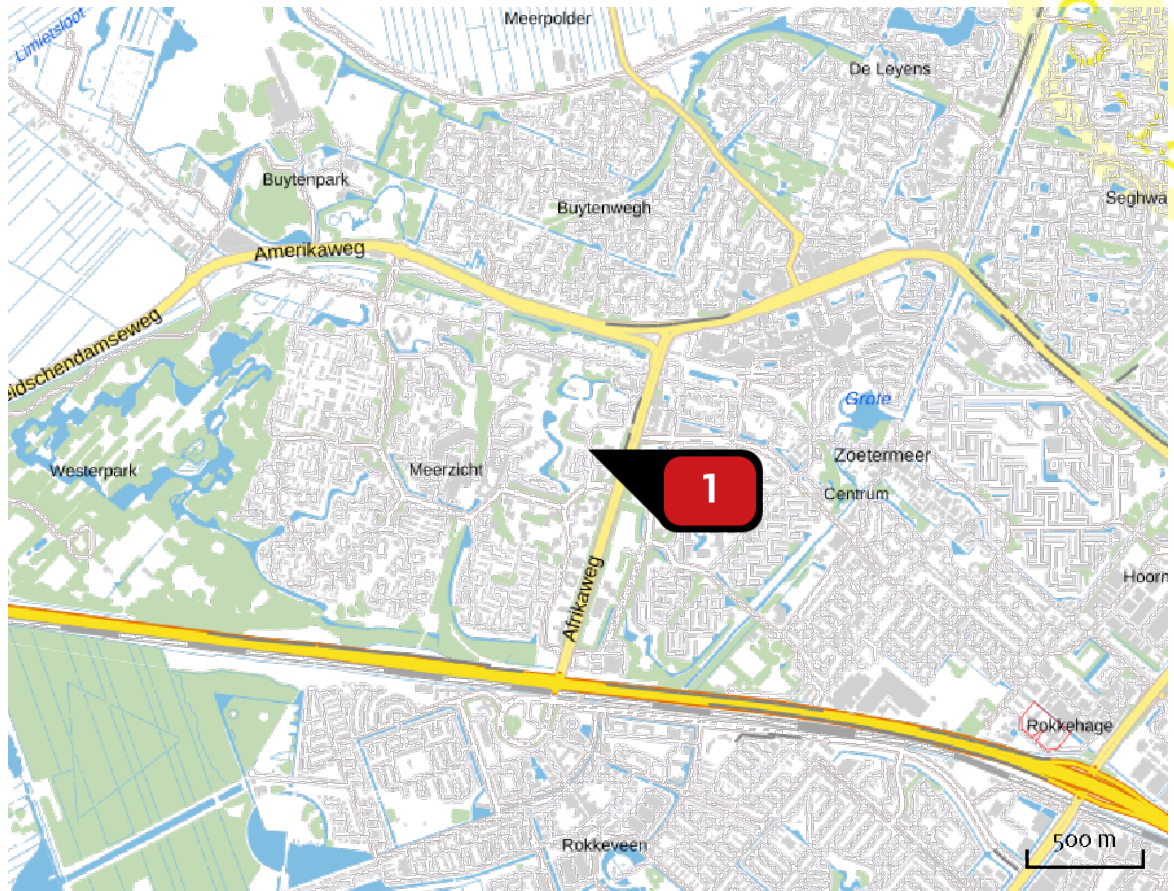 Meerpolder
Limietsloot
De Leyens
Buytenpark
Seghwa
Buytenwegh
Amerikaweg
eidschendamseweg
Grote
Westerpark
Meerzicht
Zoetermeer
1
Centrum
Hoorn
Afrikaweg
Rokkehage
Rokkeveen
500 m